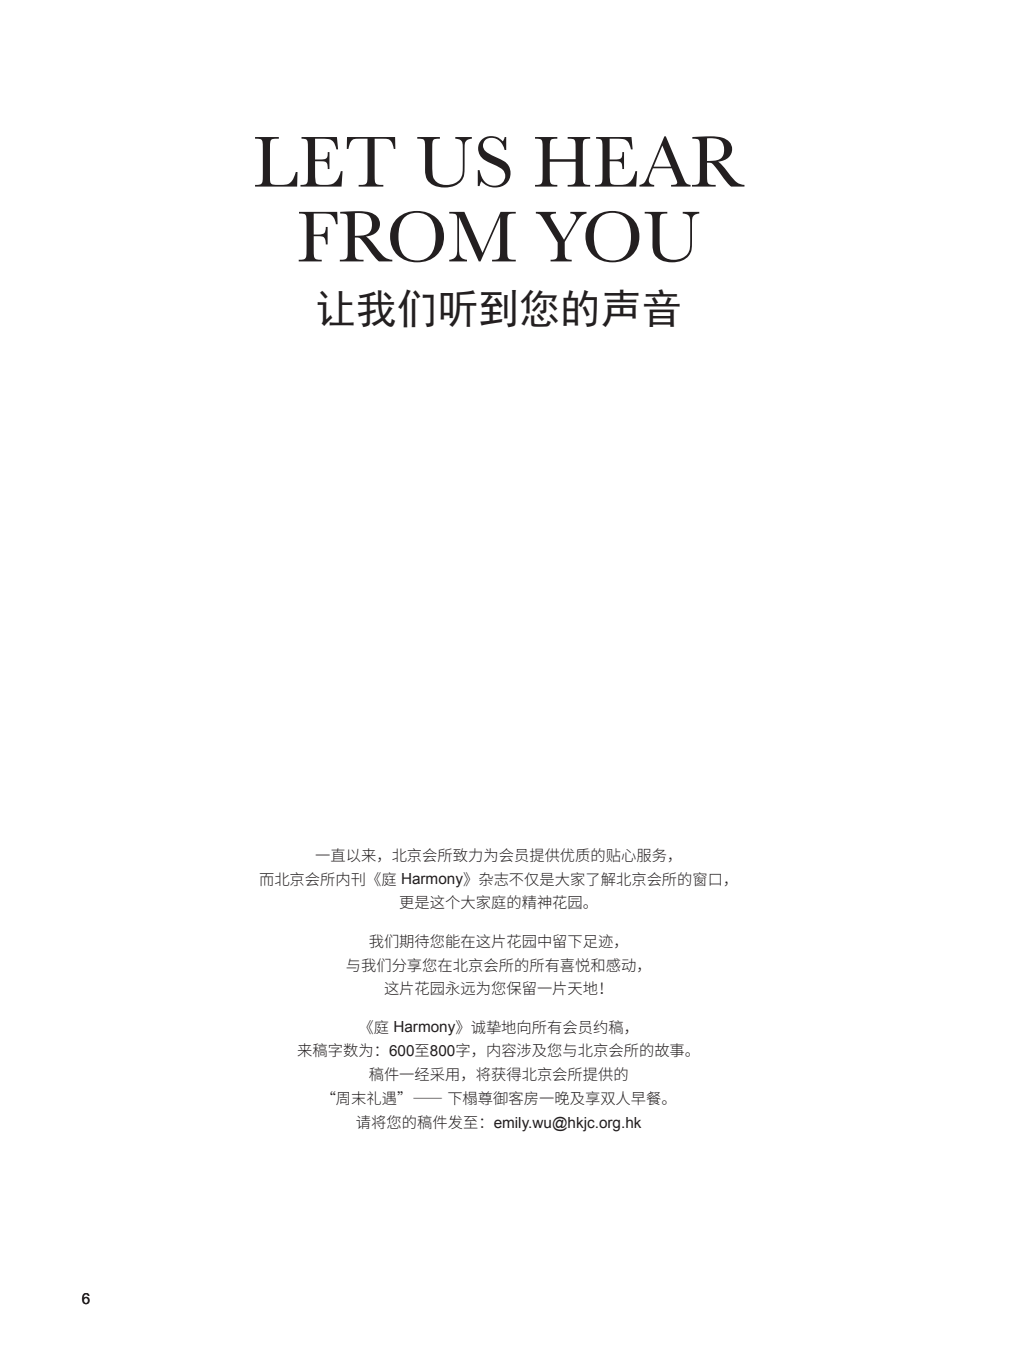 LET US HEAR
FROM YOU
让我们听到您的声音
一直以来，北京会所致力为会员提供优质的贴心服务，
而北京会所内刊《庭 Harmony》杂志不仅是大家了解北京会所的窗口，
更是这个大家庭的精神花园。
我们期待您能在这片花园中留下足迹，
与我们分享您在北京会所的所有喜悦和感动，
这片花园永远为您保留一片天地！
《庭 Harmony》诚挚地向所有会员约稿，
来稿字数为：600至800字，内容涉及您与北京会所的故事。
稿件一经采用，将获得北京会所提供的
“周末礼遇”—— 下榻尊御客房一晚及享双人早餐。
请将您的稿件发至：emily.wu@hkjc.org.hk
6